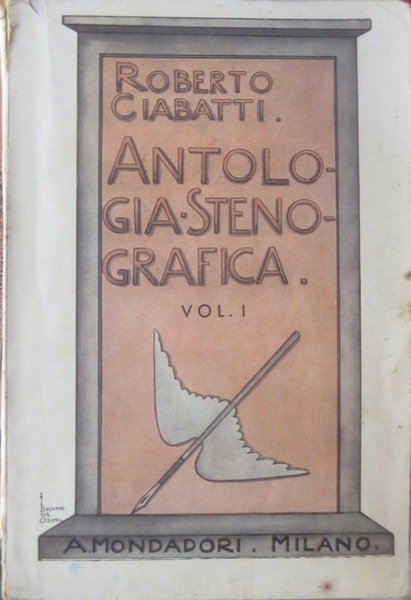 ROBERTO
CIABATTI.
ANTOLO-
GIA·STENO-
GRAFICA.
VOL. I
A. MONDADORI. MILANO.